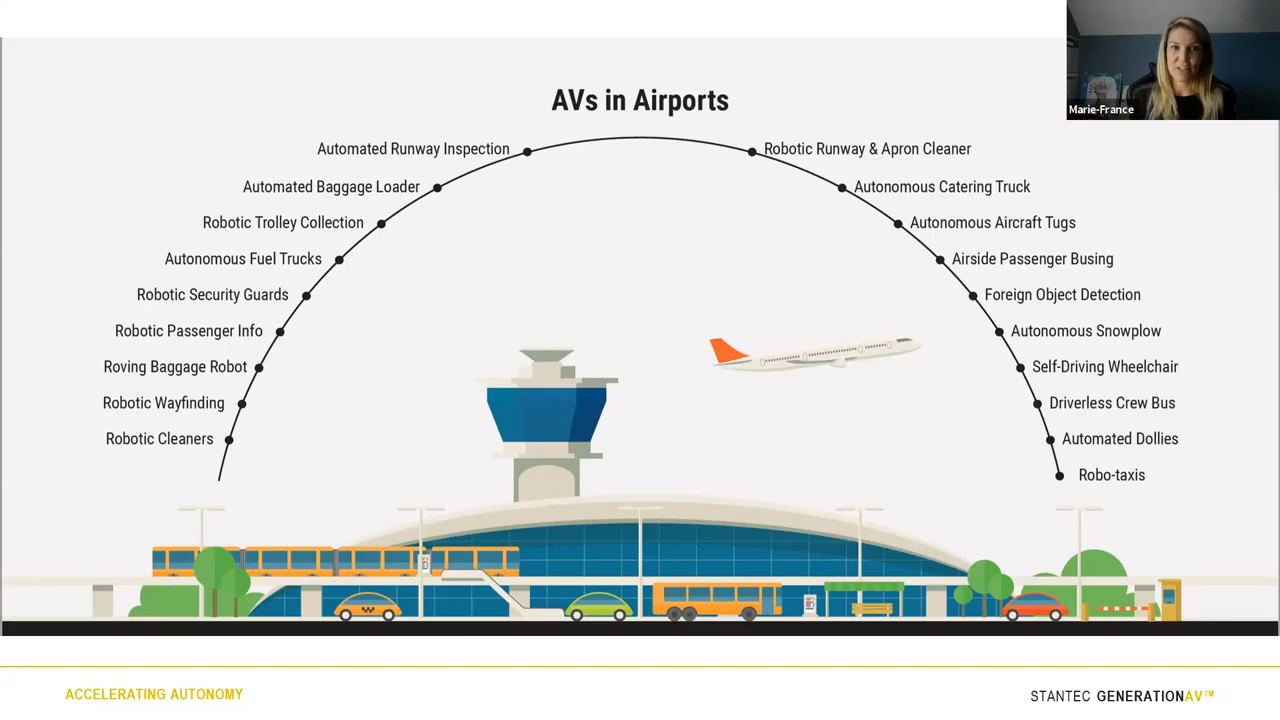 Marie-France
AVs in Airports
Automated Runway Inspection
Automated Baggage Loader
Robotic Trolley Collection
Autonomous Fuel Trucks
Robotic Security Guards
Robotic Passenger Info
Roving Baggage Robot
Robotic Wayfinding
Robotic Cleaners
Robotic Runway & Apron Cleaner
Autonomous Catering Truck
Autonomous Aircraft Tugs
Airside Passenger Busing
Foreign Object Detection
Autonomous Snowplow
Self-Driving Wheelchair
Driverless Crew Bus
Automated Dollies
Robo-taxis
ACCELERATING AUTONOMY
STANTEC GENERATIONAV™